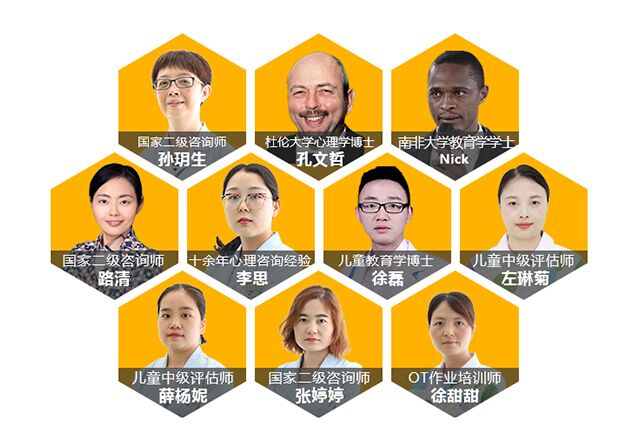 国家二级咨询师
孙玥生
杜伦大学心理学博士
孔文哲
南非大学教育学学士
Nick
国家二级咨询师
路清
十余年心理咨询经验
李思
儿童教育学博士
徐磊
儿童中级评估师
左琳菊
儿童中级评估师
薛杨妮
国家二级咨询师
张婷婷
OT作业培训师
徐甜甜